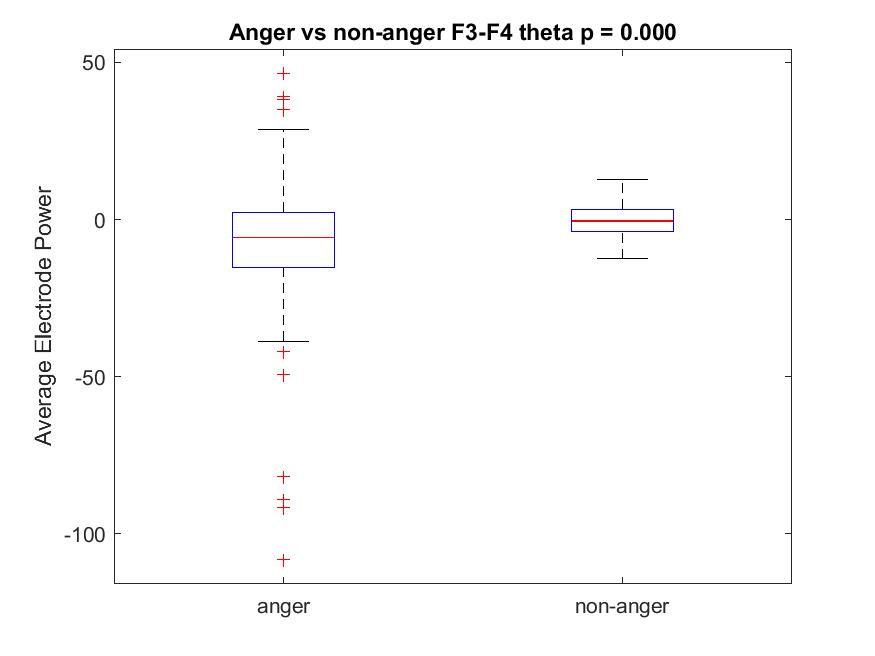 Anger vs non-anger F3-F4 theta p = 0.000
Average Electrode Power
50
0
-50
-100
anger
non-anger